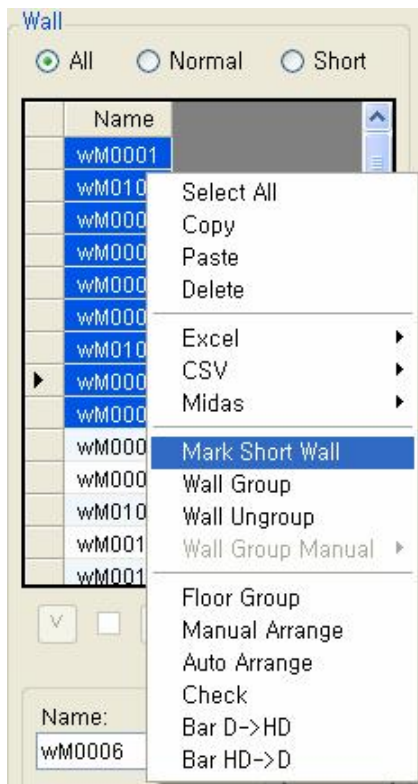 Wall
All Normal Short
Name
wM0001
wM010
wM000
wM000
wM000
wM000
wM010
wM000
wM000
wM000
wM000
wM010
wM001
wM001
Select All
Copy
Paste
Delete
Excel
CSV
Midas
Mark Short Wall
Wall Group
Wall Ungroup
Wall Group Manual
Floor Group
Manual Arrange
Auto Arrange
Check
Bar D->HD
Bar HD->D
V
Name:
wM0006